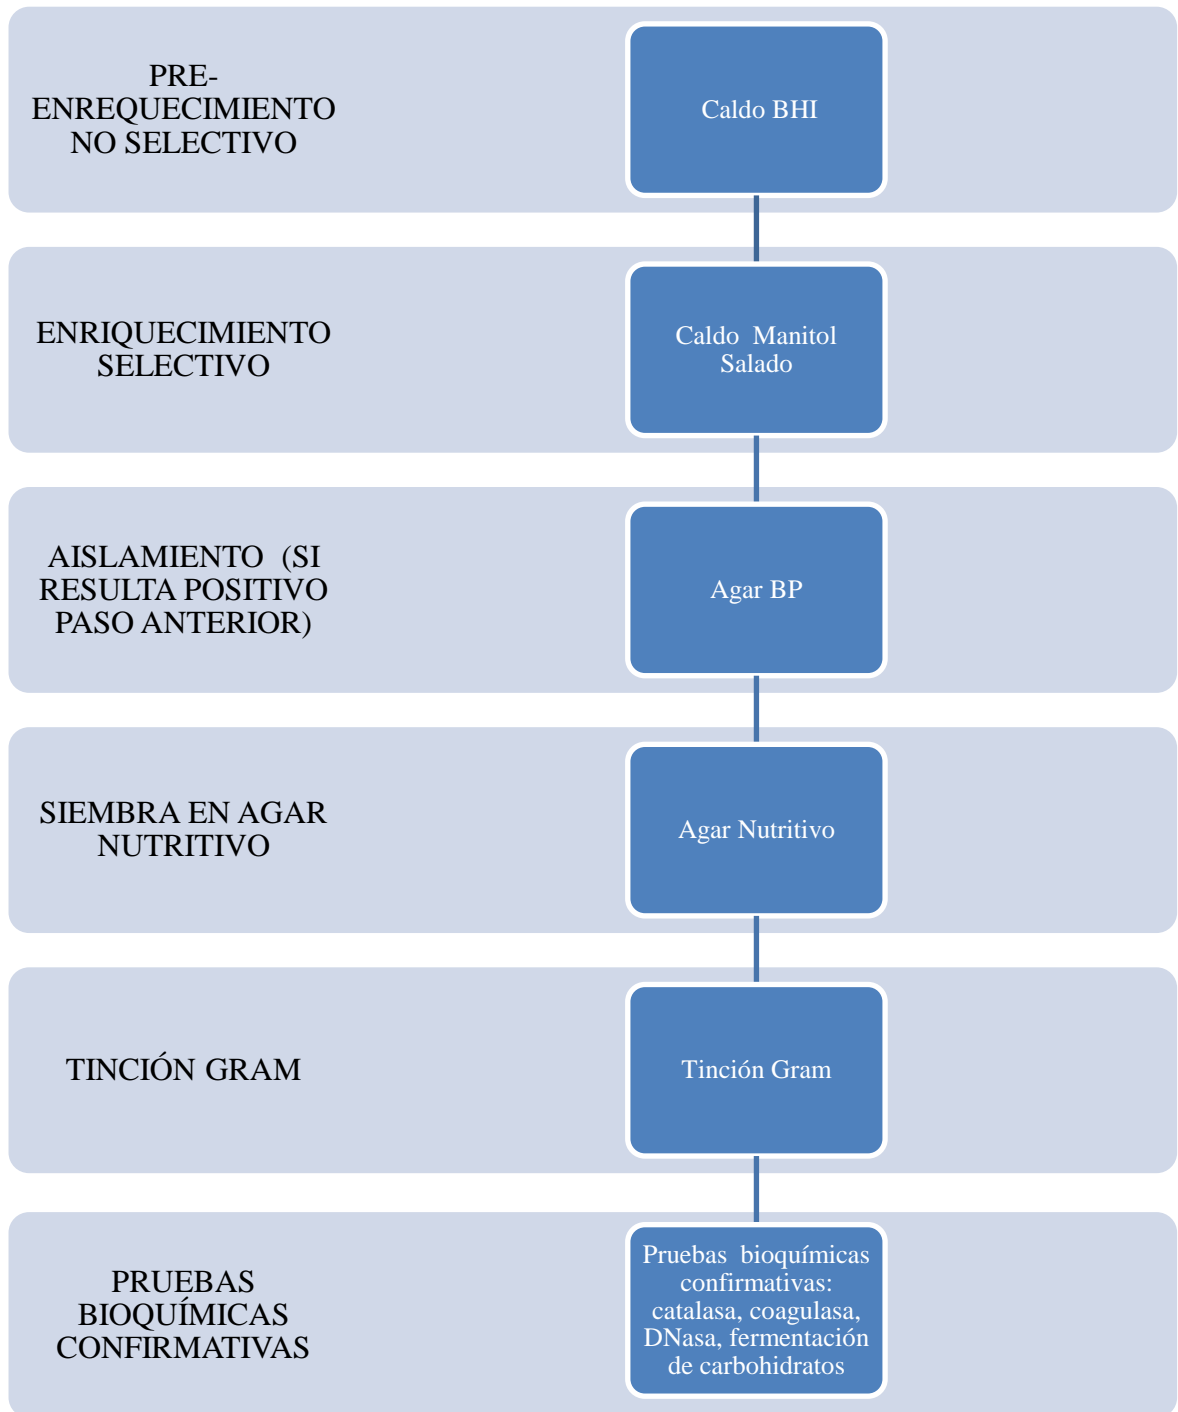 PRE-
ENREQUECIMIENTO
NO SELECTIVO
Caldo BHI
ENRIQUECIMIENTO
SELECTIVO
Caldo Manitol
Salado
AISLAMIENTO (SI
RESULTA POSITIVO
PASO ANTERIOR)
Agar BP
SIEMBRA EN AGAR
NUTRITIVO
Agar Nutritivo
TINCIÓN GRAM
Tinción Gram
PRUEBAS
BIOQUÍMICAS
CONFIRMATIVAS
Pruebas bioquímicas
confirmativas:
catalasa, coagulasa,
DNasa, fermentación
de carbohidratos